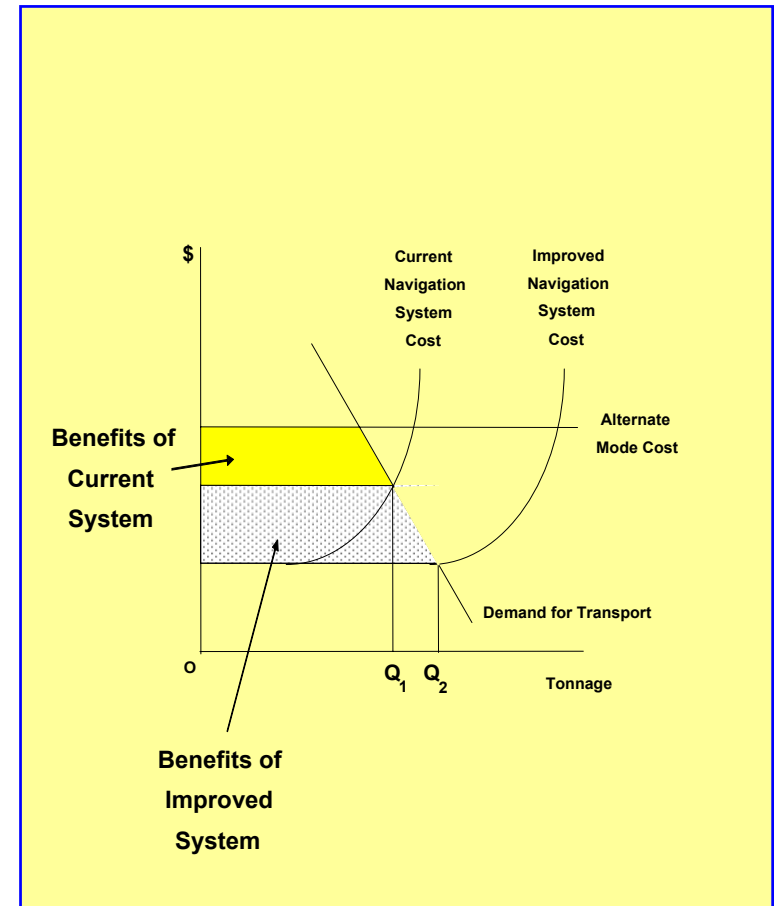 $
Current
Navigation
System
Cost
Improved
Navigation
System
Cost
Alternate
Mode Cost
Benefits of
Current
System
Demand for Transport
O
Q1
Q2
Tonnage
Benefits of
Improved
System